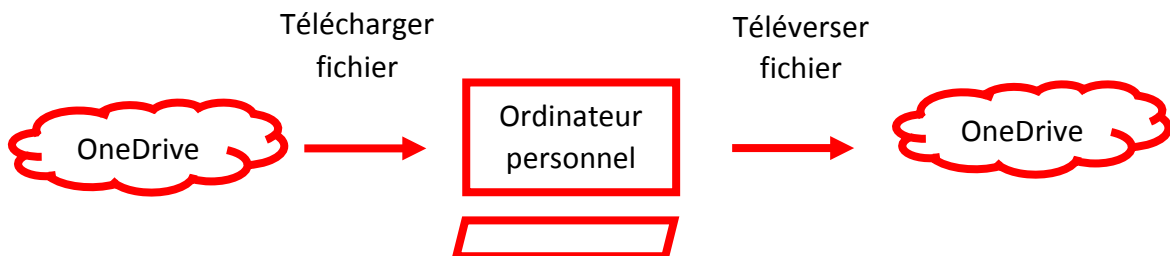 Télécharger
fichier
Téléverser
fichier
OneDrive
Ordinateur
personnel
OneDrive